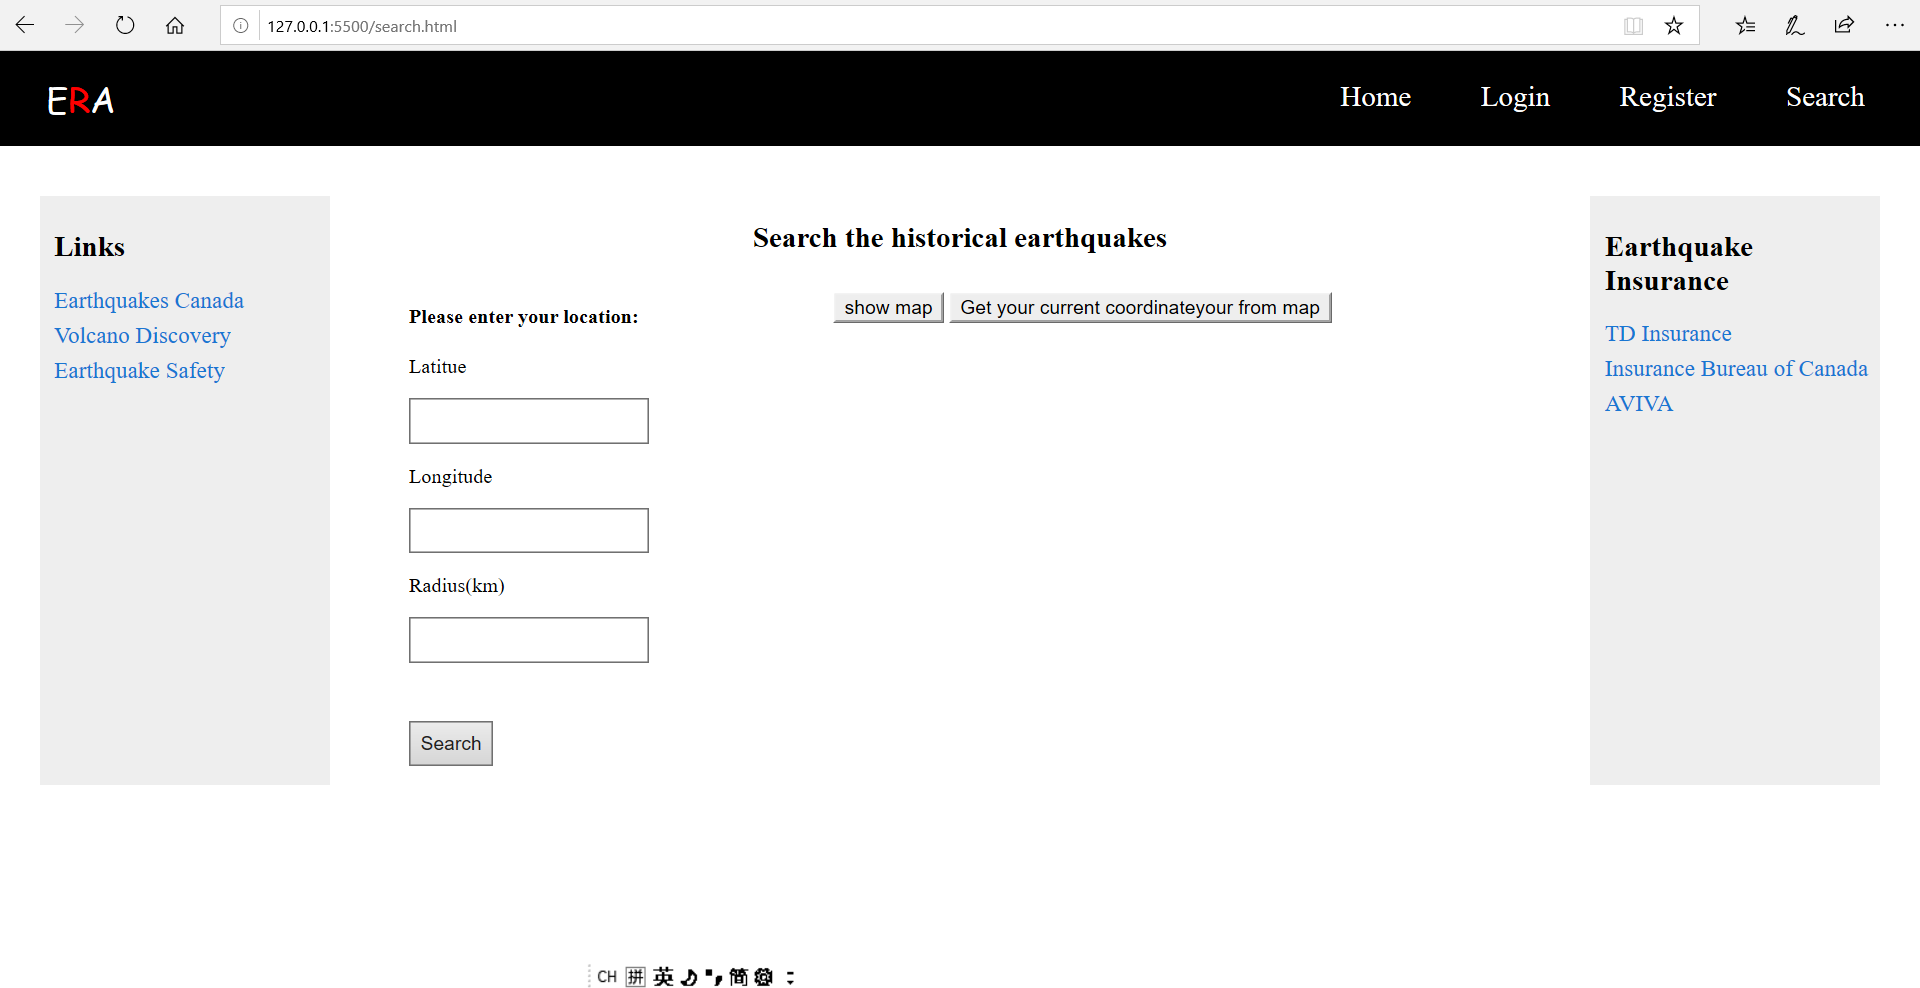 127.0.0.1:5500/search.html
ERA
Home Login Register Search
Links
Earthquakes Canada
Volcano Discovery
Earthquake Safety
Search the historical earthquakes
show map Get your current coordinateyour from map
Please enter your location:
Latitue
Longitude
Radius(km)
Search
Earthquake
Insurance
TD Insurance
Insurance Bureau of Canada
AVIVA
CH 拼 英 简